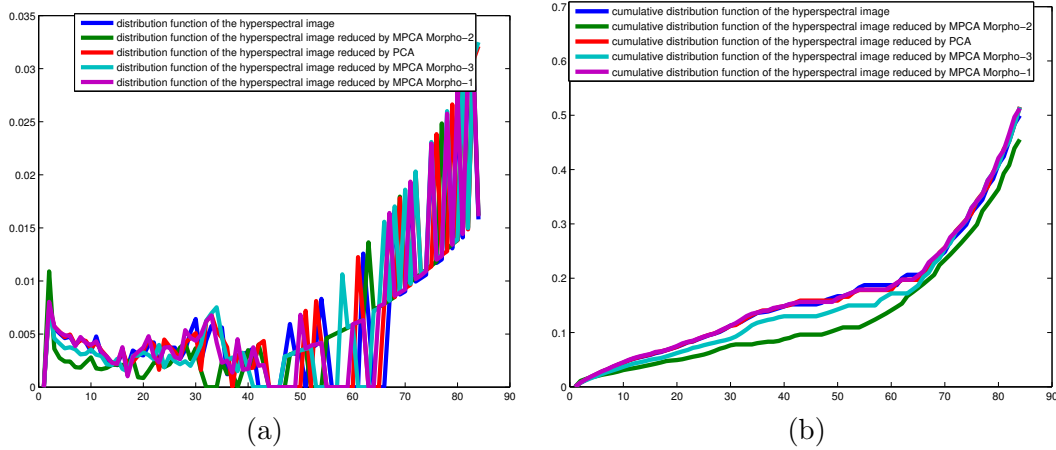 distribution function of the hyperspectral image
distribution function of the hyperspectral image reduced by MPCA Morpho−2
distribution function of the hyperspectral image reduced by PCA
distribution function of the hyperspectral image reduced by MPCA Morpho−3
distribution function of the hyperspectral image reduced by MPCA Morpho−1
0.035
0.03
0.025
0.02
0.015
0.01
0.005
0
0 10 20 30 40 50 60 70 80 90
(a)
cumulative distribution function of the hyperspectral image
cumulative distribution function of the hyperspectral image reduced by MPCA Morpho−2
cumulative distribution function of the hyperspectral image reduced by PCA
cumulative distribution function of the hyperspectral image reduced by MPCA Morpho−3
cumulative distribution function of the hyperspectral image reduced by MPCA Morpho−1
0.7
0.6
0.5
0.4
0.3
0.2
0.1
0
0 10 20 30 40 50 60 70 80 90
(b)